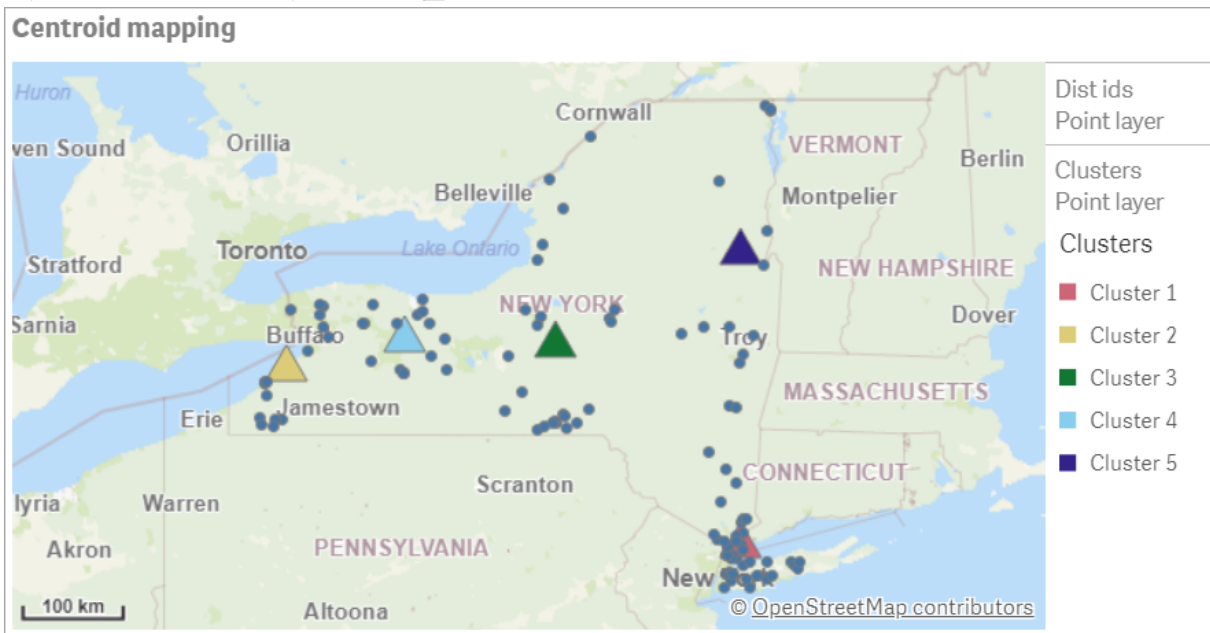 Centroid mapping
Huron
Cornwall
Dist ids
Point layer
ven Sound
Orillia
VERMONT
Berlin
Clusters
Point layer
Belleville
Montpelier
Toronto
Lake Ontario
Clusters
Stratford
NEW HAMPSHIRE
Cluster 1
NEW YORK
Sarnia
Buffalo
Troy
Dover
Cluster 2
Cluster 3
Jamestown
MASSACHUSETTS
Erie
Cluster 4
Cluster 5
CONNECTICUT
Scranton
lyria
Warren
Akron
PENNSYLVANIA
New York
100 km
Altoona
© OpenStreetMap contributors